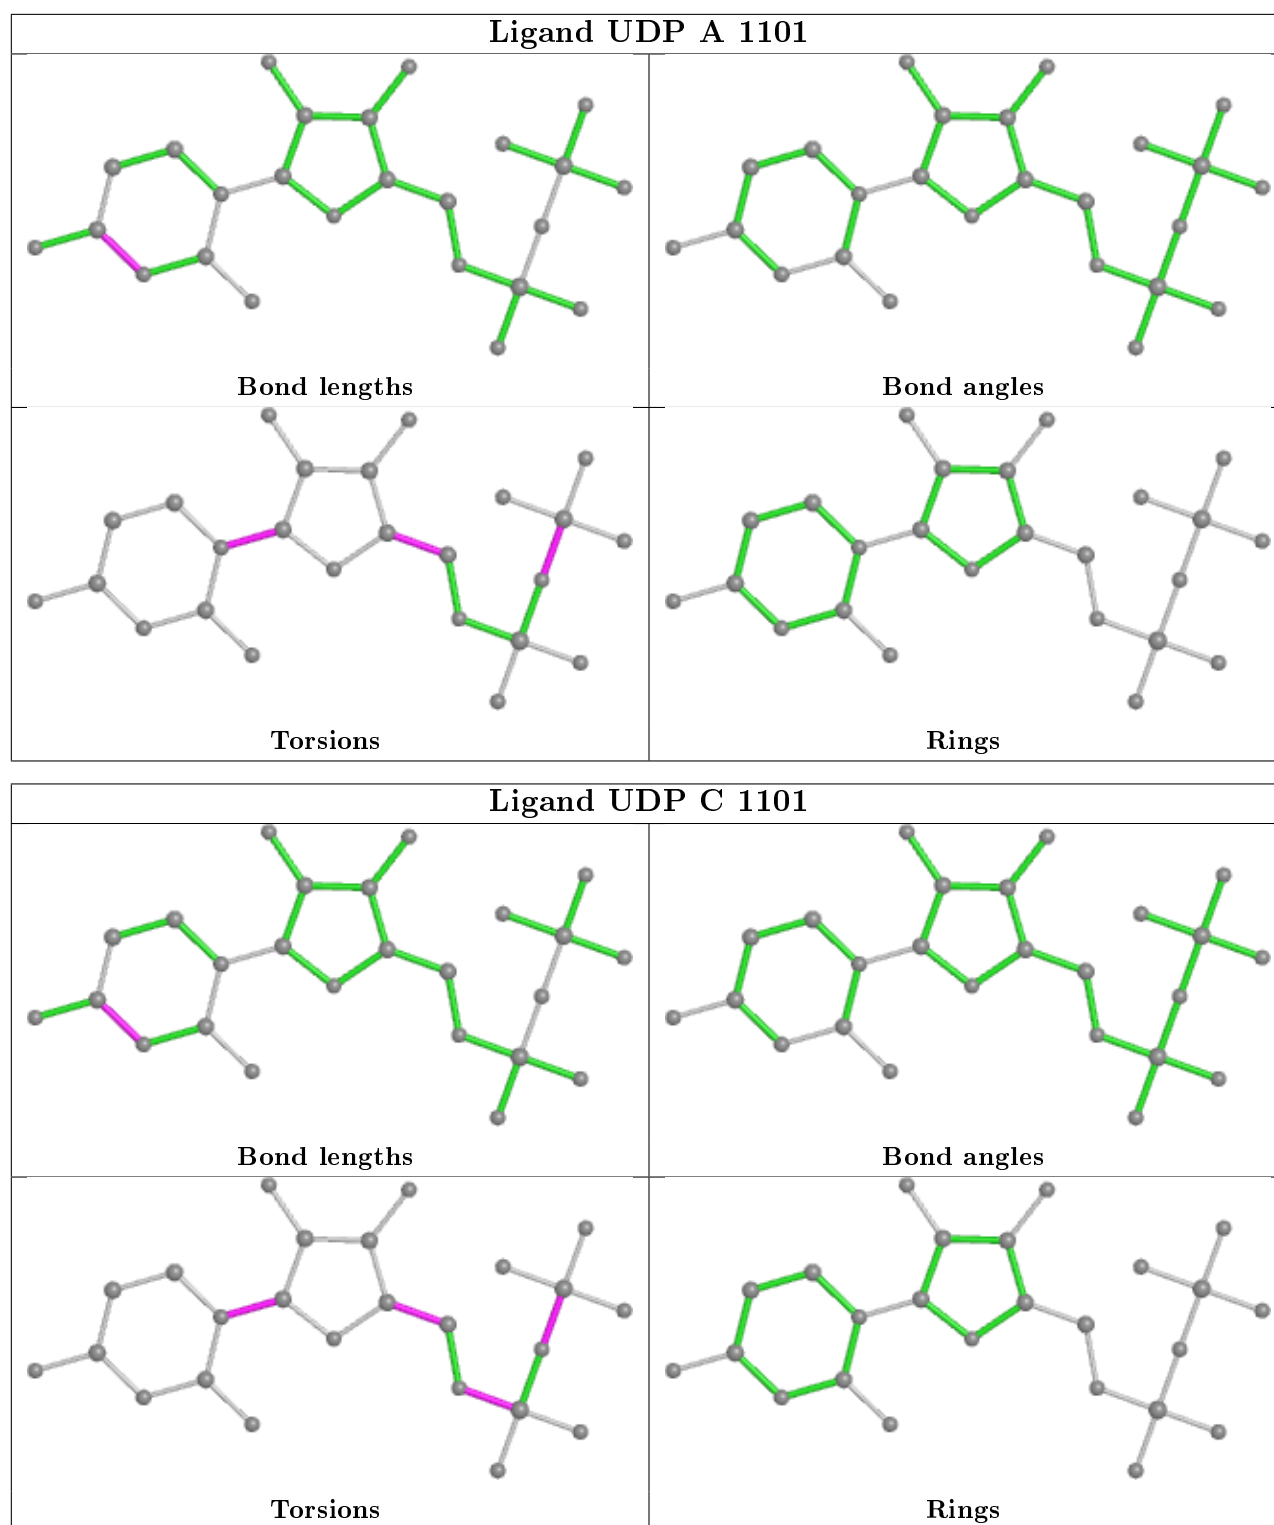 Ligand UDP A 1101
Bond lengths
Bond angles
Torsions
Rings
Ligand UDP C 1101
Bond lengths
Bond angles
Torsions
Rings